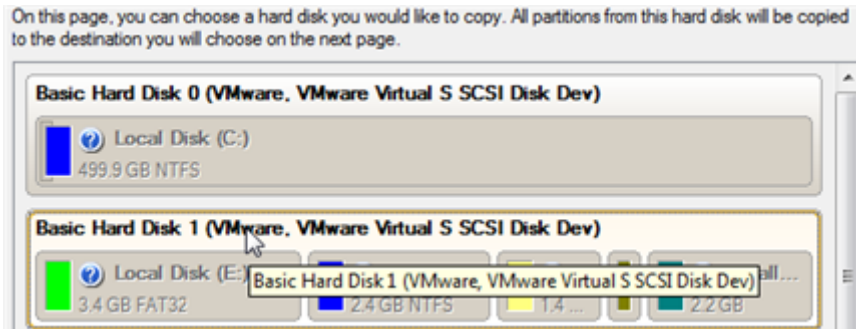 On this page, you can choose a hard disk you would like to copy. All partitions from this hard disk will be copied
to the destination you will choose on the next page.
Basic Hard Disk 0 (VMware, VMware Virtual S SCSI Disk Dev)
Local Disk (C:)
499.9 GB NTFS
Basic Hard Disk 1 (VMware, VMware Virtual S SCSI Disk Dev)
Local Disk (E:)
Basic Hard Disk 1 (VMware, VMware Virtual S SCSI Disk Dev)
all...
3.4 GB FAT32
2.4 GB NTFS
1.4 ...
2.2 GB